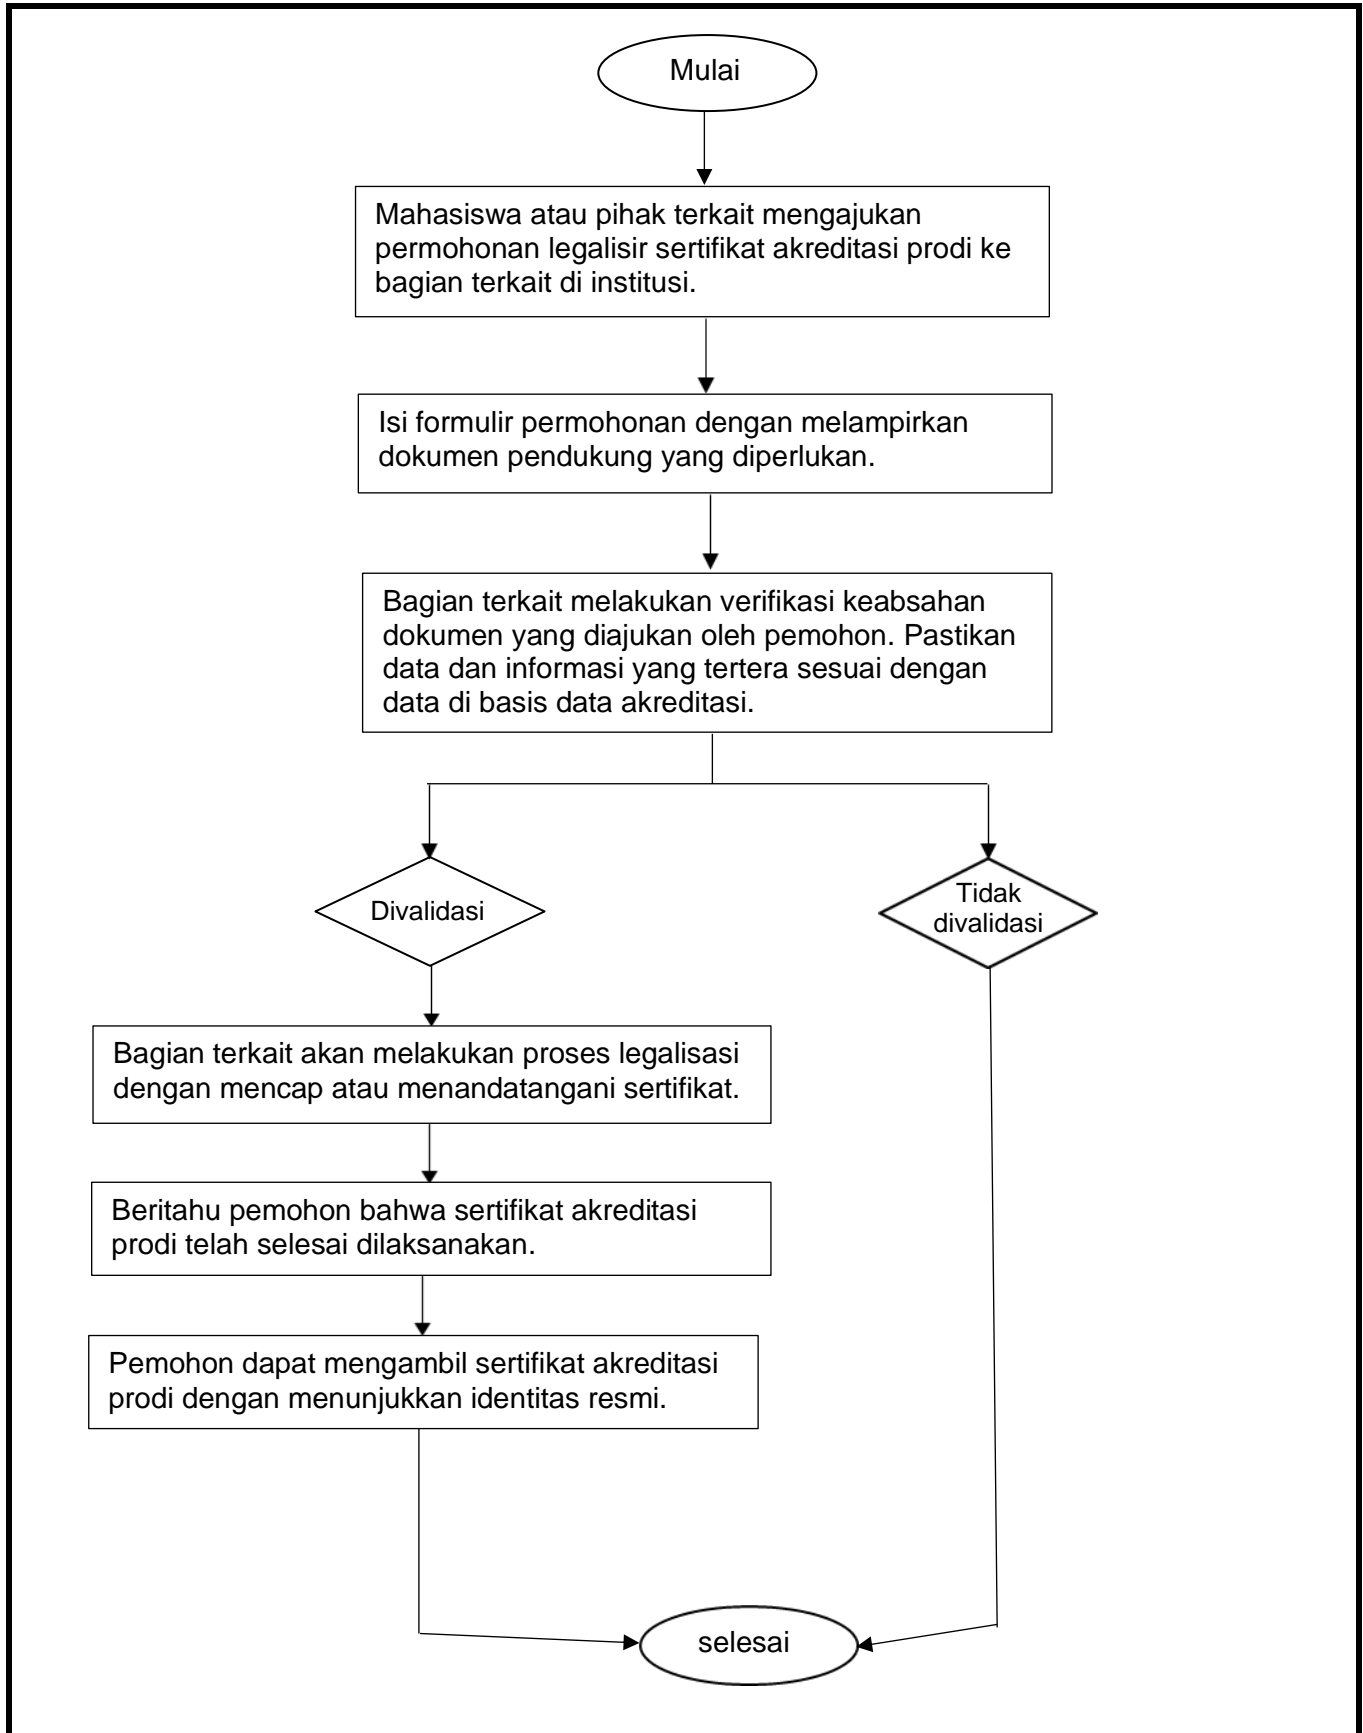 Mulai
Mahasiswa atau pihak terkait mengajukan
permohonan legalisir sertifikat akreditasi prodi ke
bagian terkait di institusi.
Isi formulir permohonan dengan melampirkan
dokumen pendukung yang diperlukan.
Bagian terkait melakukan verifikasi keabsahan
dokumen yang diajukan oleh pemohon. Pastikan
data dan informasi yang tertera sesuai dengan
data di basis data akreditasi.
Divalidasi
Tidak
divalidasi
Bagian terkait akan melakukan proses legalisasi
dengan mencap atau menandatangani sertifikat.
Beritahu pemohon bahwa sertifikat akreditasi
prodi telah selesai dilaksanakan.
Pemohon dapat mengambil sertifikat akreditasi
prodi dengan menunjukkan identitas resmi.
selesai